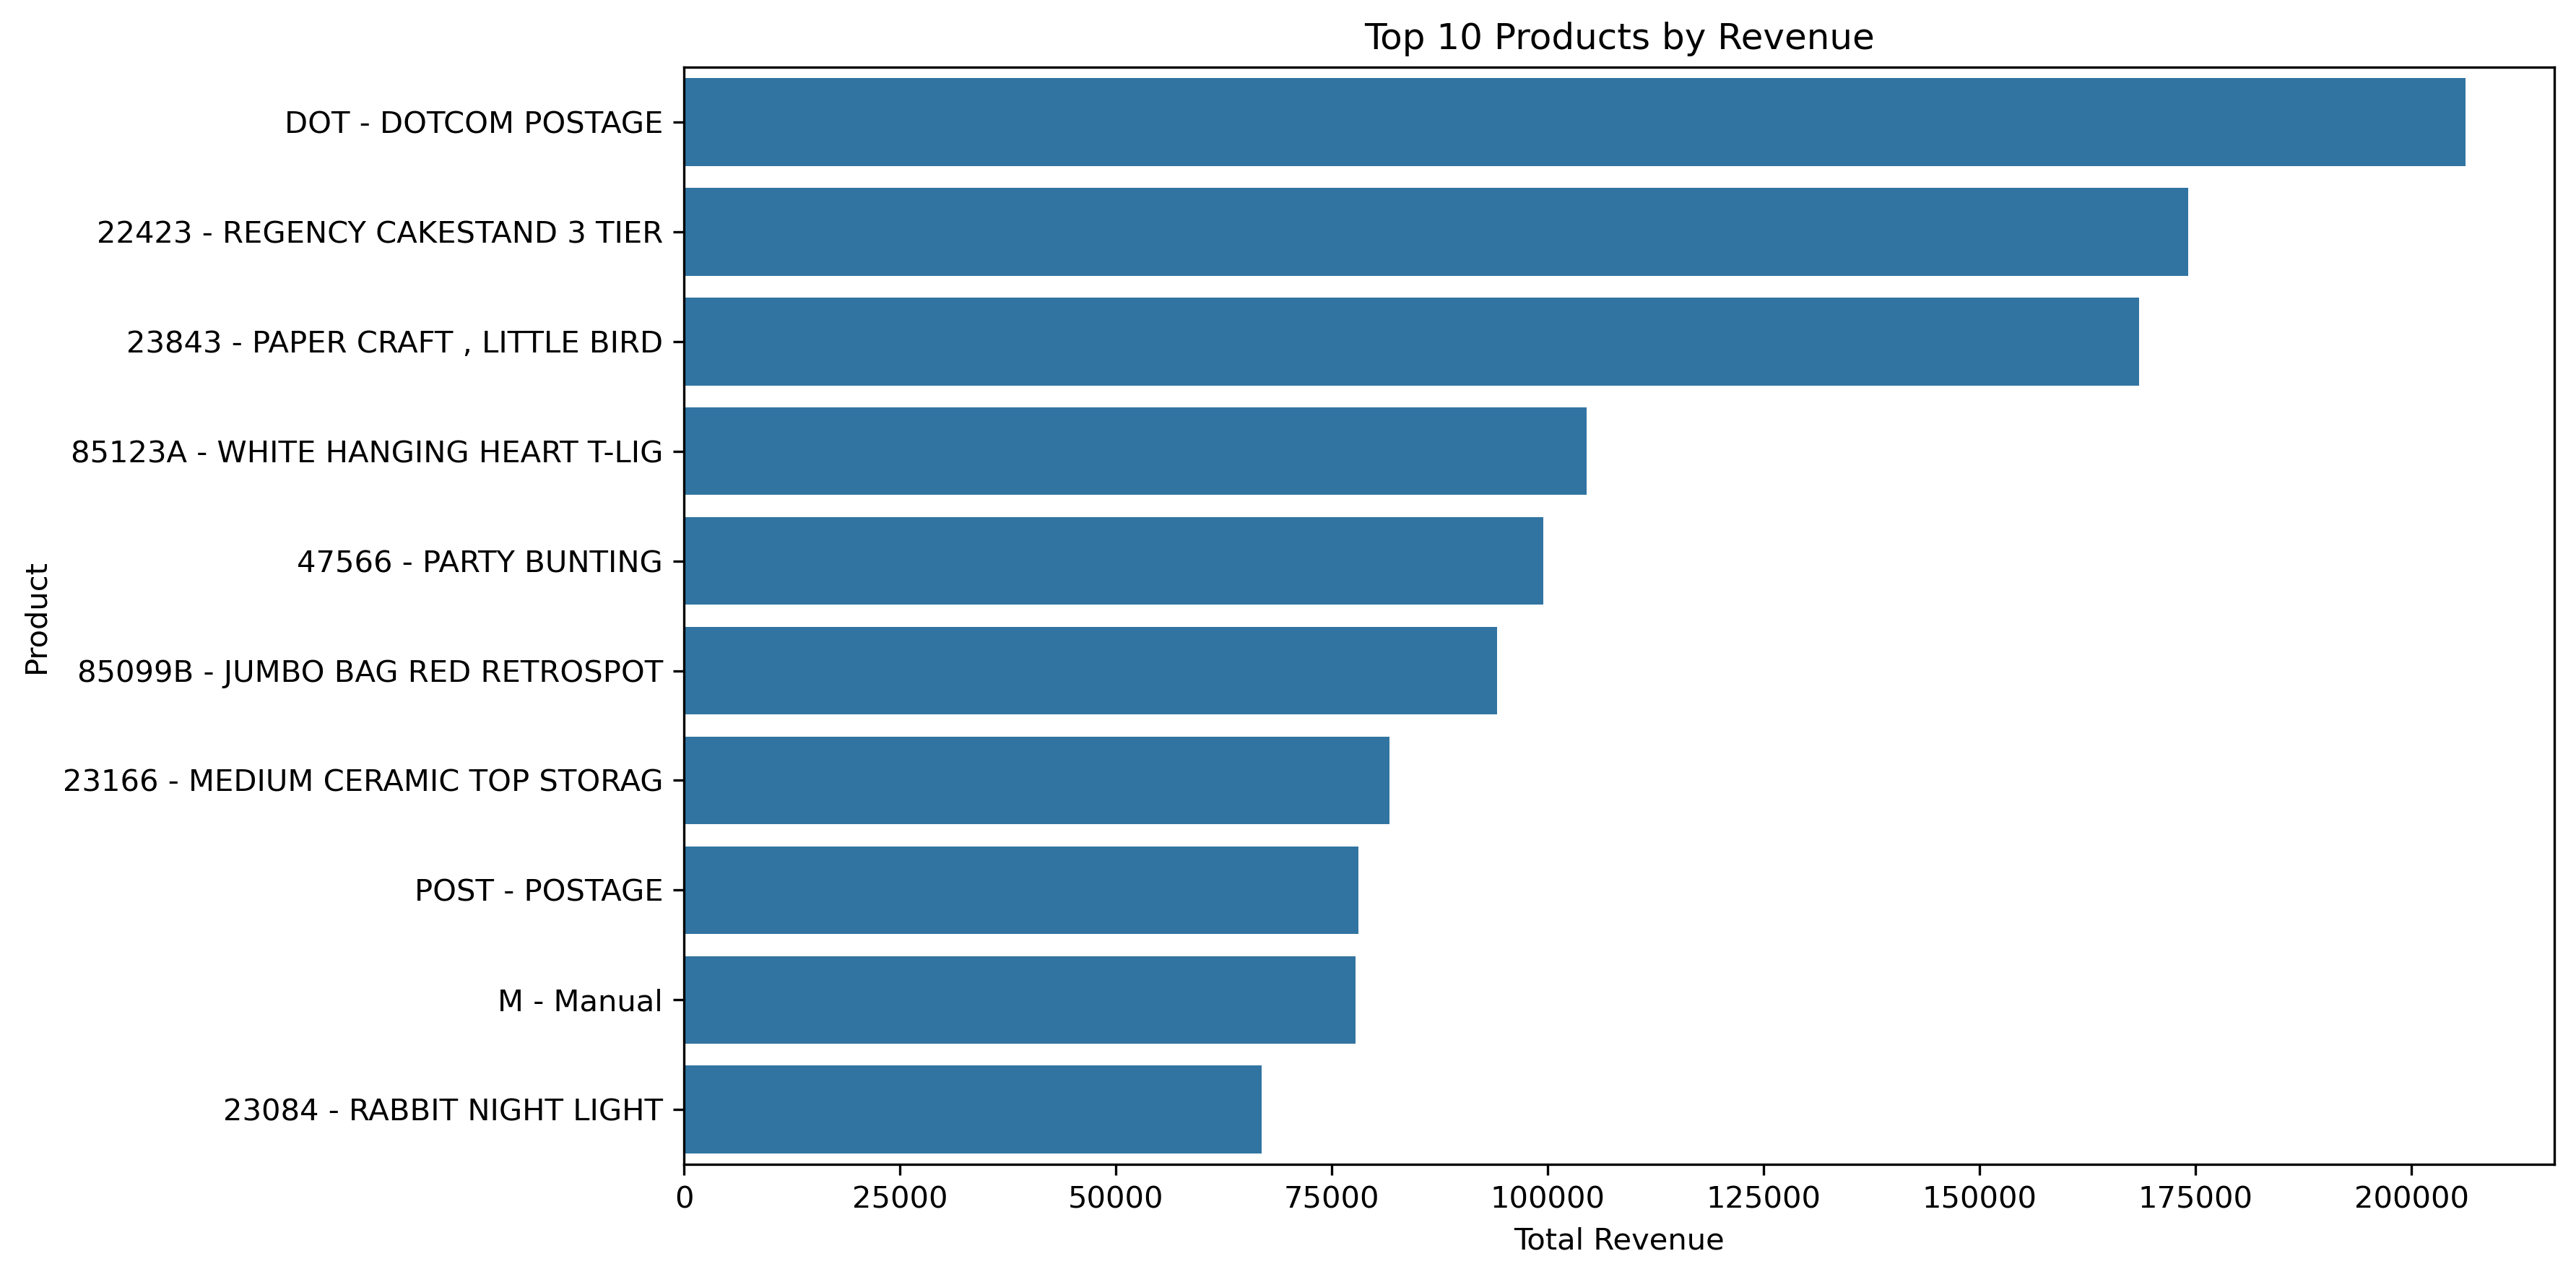 Top 10 Products by Revenue
Product
DOT - DOTCOM POSTAGE
22423 - REGENCY CAKESTAND 3 TIER
23843 - PAPER CRAFT , LITTLE BIRD
85123A - WHITE HANGING HEART T-LIG
47566 - PARTY BUNTING
85099B - JUMBO BAG RED RETROSPOT
23166 - MEDIUM CERAMIC TOP STORAG
POST - POSTAGE
M - Manual
23084 - RABBIT NIGHT LIGHT
0 25000 50000 75000 100000 125000 150000 175000 200000
Total Revenue